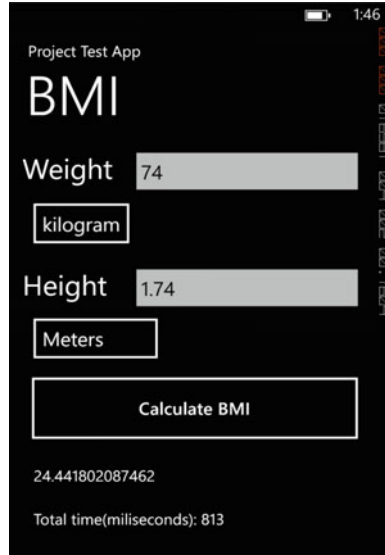 1:46
Project Test App
BMI
Weight 74
kilogram
Height 1.74
Meters
Calculate BMI
24.441802087462
Total time(miliseconds): 813